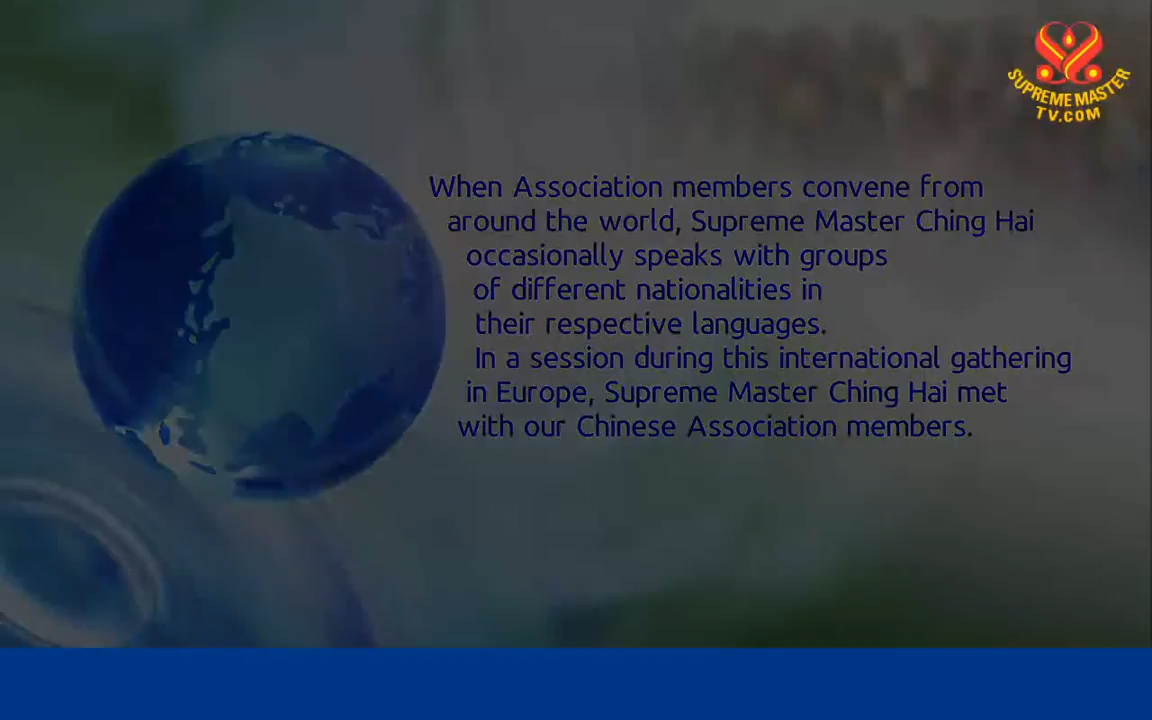 SUPREME MASTER
TV.COM
When Association members convene from
around the world, Supreme Master Ching Hai
occasionally speaks with groups
of different nationalities in
their respective languages.
In a session during this international gathering
in Europe, Supreme Master Ching Hai met
with our Chinese Association members.